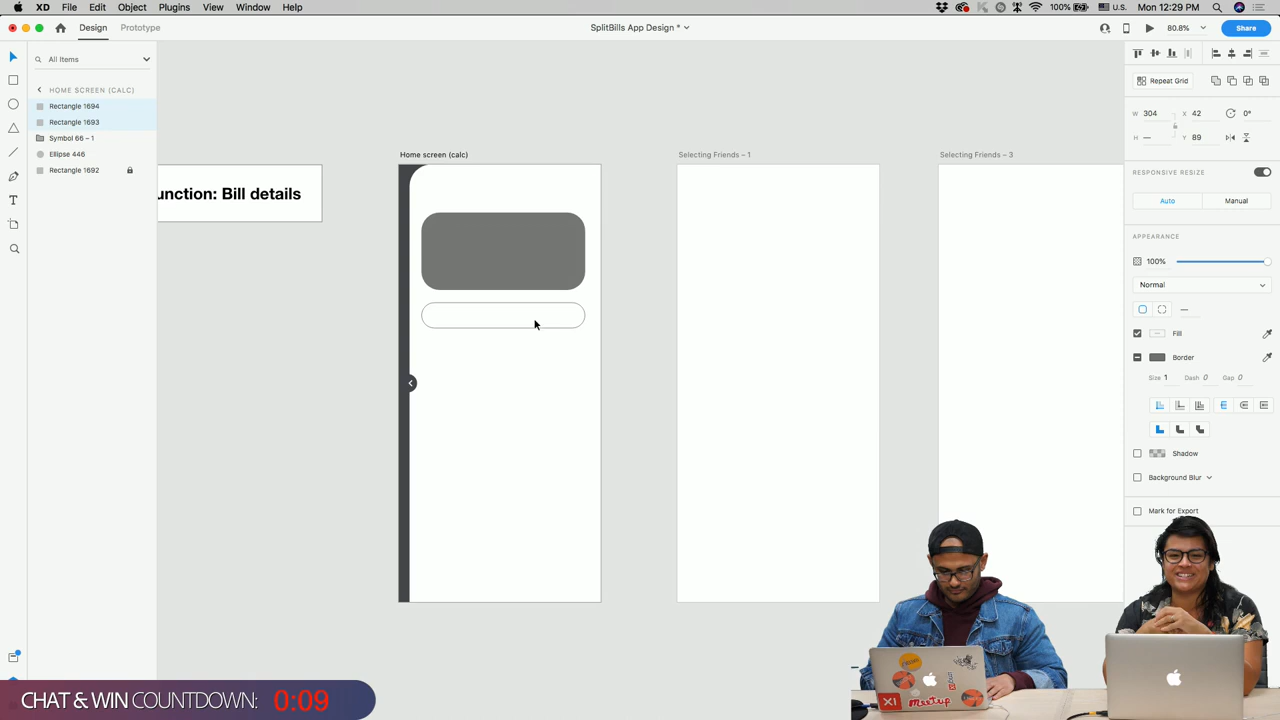 XD File Edit Object Plugins View Window Help
100% U.S. Mon 12:29 PM
Design Prototype
SplitBills App Design *
80.8%
Share
All Items
HOME SCREEN (CALC)
Rectangle 1694
Rectangle 1693
Symbol 66 – 1
Ellipse 446
Rectangle 1692
unction: Bill details
Home screen (calc)
Selecting Friends – 1
Selecting Friends – 3
Repeat Grid
W 304 X 42 0°
H — Y 89
RESPONSIVE RESIZE
Auto Manual
APPEARANCE
100%
Normal
Fill
Border
Size 1 Dash 0 Gap 0
Shadow
Background Blur
Mark for Export
XI meetup
CHAT & WIN COUNTDOWN: 0:09